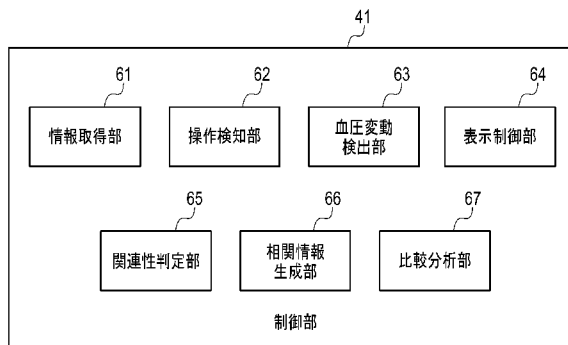 41
61
62
63
64
情報取得部
操作検知部
血圧変動
検出部
表示制御部
65
66
67
関連性判定部
相関情報
生成部
比較分析部
制御部